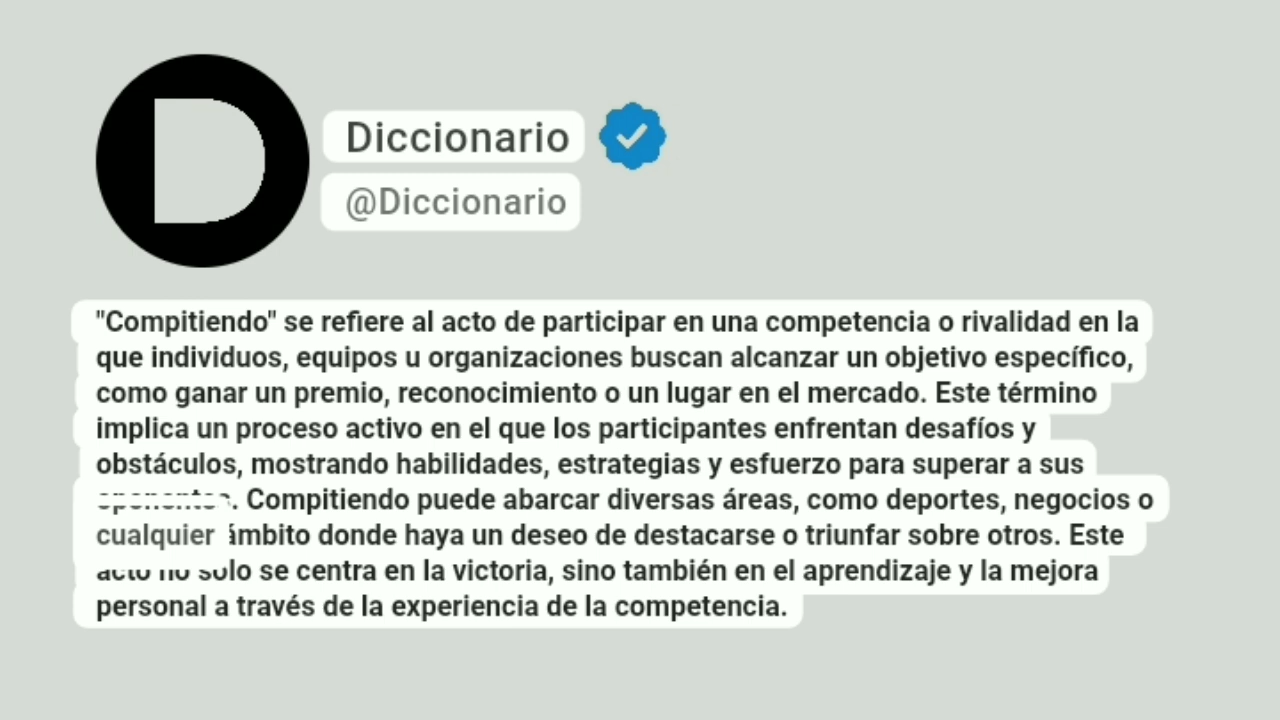 D
Diccionario
@Diccionario
"Compitiendo" se refiere al acto de participar en una competencia o rivalidad en la
que individuos, equipos u organizaciones buscan alcanzar un objetivo específico,
como ganar un premio, reconocimiento o un lugar en el mercado. Este término
implica un proceso activo en el que los participantes enfrentan desafíos y
obstáculos, mostrando habilidades, estrategias y esfuerzo para superar a sus
oponentes. Compitiendo puede abarcar diversas áreas, como deportes, negocios o
cualquier ámbito donde haya un deseo de destacarse o triunfar sobre otros. Este
acto no solo se centra en la victoria, sino también en el aprendizaje y la mejora
personal a través de la experiencia de la competencia.